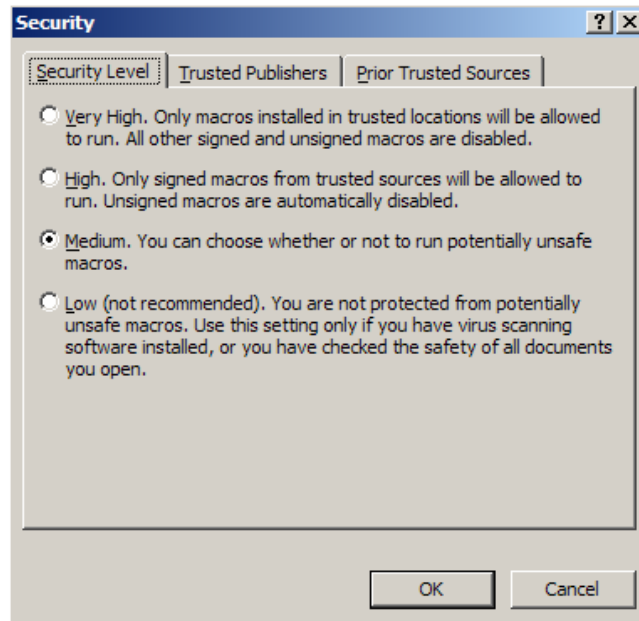 Security
Security Level
Trusted Publishers
Prior Trusted Sources
Very High. Only macros installed in trusted locations will be allowed
to run. All other signed and unsigned macros are disabled.
High. Only signed macros from trusted sources will be allowed to
run. Unsigned macros are automatically disabled.
Medium. You can choose whether or not to run potentially unsafe
macros.
Low (not recommended). You are not protected from potentially
unsafe macros. Use this setting only if you have virus scanning
software installed, or you have checked the safety of all documents
you open.
OK
Cancel